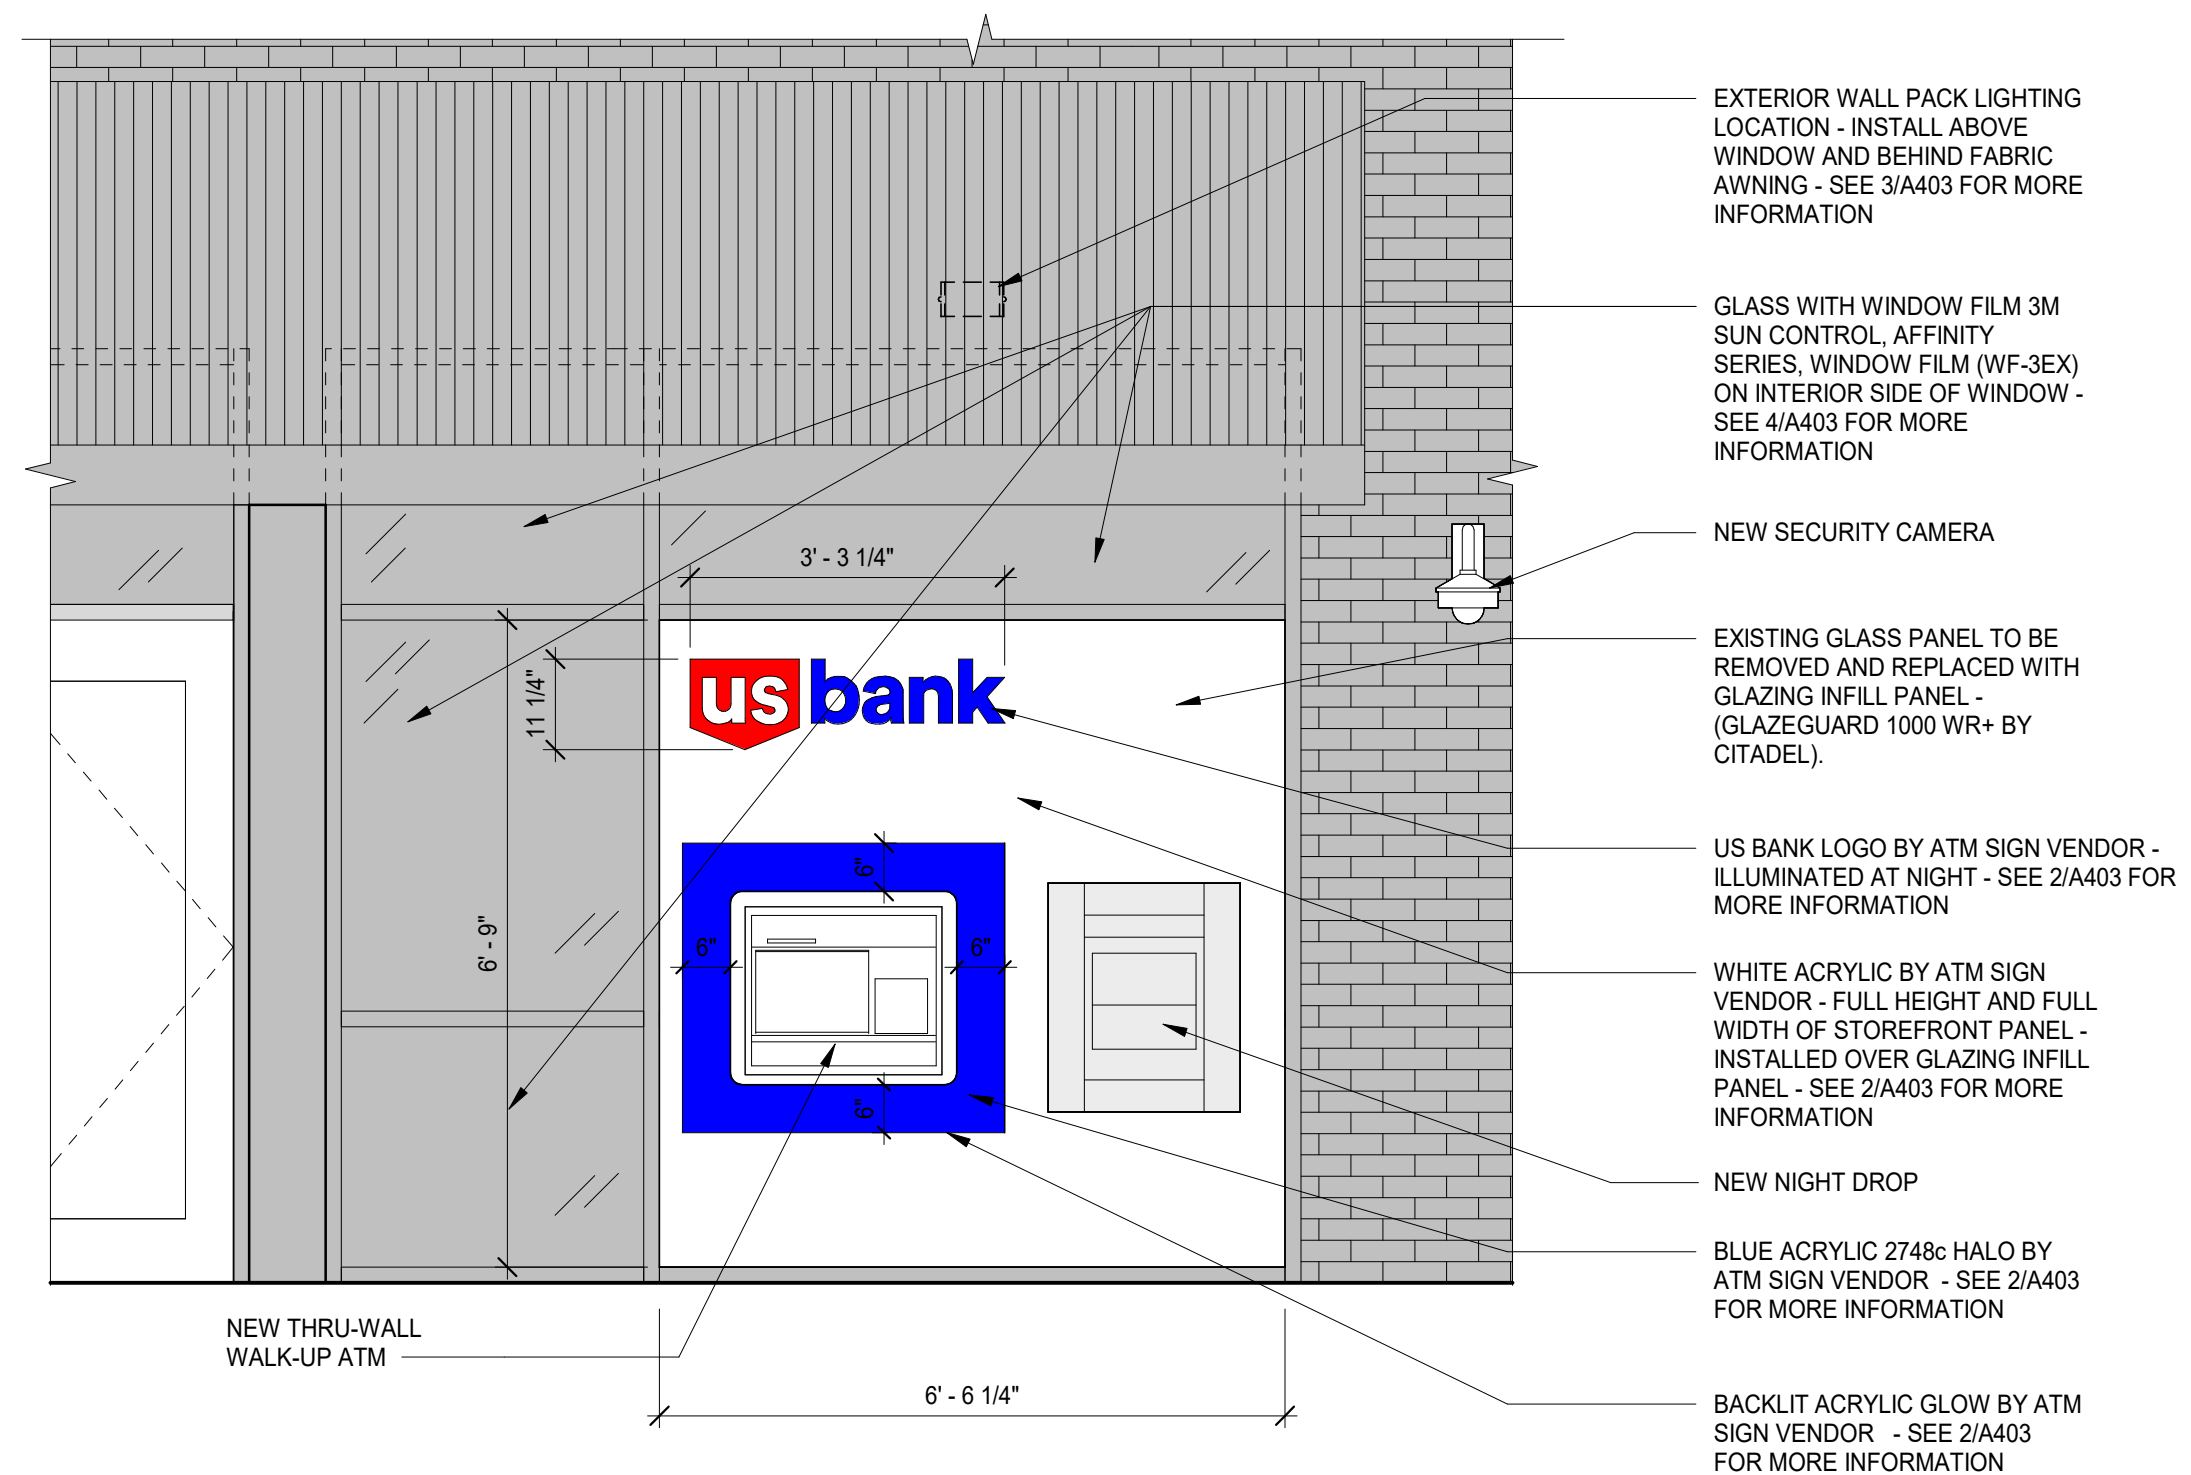 EXTERIOR WALL PACK LIGHTING
LOCATION - INSTALL ABOVE
WINDOW AND BEHIND FABRIC
AWNING - SEE 3/A403 FOR MORE
INFORMATION
GLASS WITH WINDOW FILM 3M
SUN CONTROL, AFFINITY
SERIES, WINDOW FILM (WF-3EX)
ON INTERIOR SIDE OF WINDOW -
SEE 4/A403 FOR MORE
INFORMATION
NEW SECURITY CAMERA
3' - 3 1/4"
EXISTING GLASS PANEL TO BE
REMOVED AND REPLACED WITH
GLAZING INFILL PANEL -
(GLAZEGUARD 1000 WR+ BY
CITADEL).
11 1/4"
us bank
US BANK LOGO BY ATM SIGN VENDOR -
ILLUMINATED AT NIGHT - SEE 2/A403 FOR
MORE INFORMATION
6"
6' - 9"
6"
6"
WHITE ACRYLIC BY ATM SIGN
VENDOR - FULL HEIGHT AND FULL
WIDTH OF STOREFRONT PANEL -
INSTALLED OVER GLAZING INFILL
PANEL - SEE 2/A403 FOR MORE
INFORMATION
6"
NEW NIGHT DROP
BLUE ACRYLIC 2748c HALO BY
ATM SIGN VENDOR - SEE 2/A403
FOR MORE INFORMATION
NEW THRU-WALL
WALK-UP ATM
6' - 6 1/4"
BACKLIT ACRYLIC GLOW BY ATM
SIGN VENDOR - SEE 2/A403
FOR MORE INFORMATION